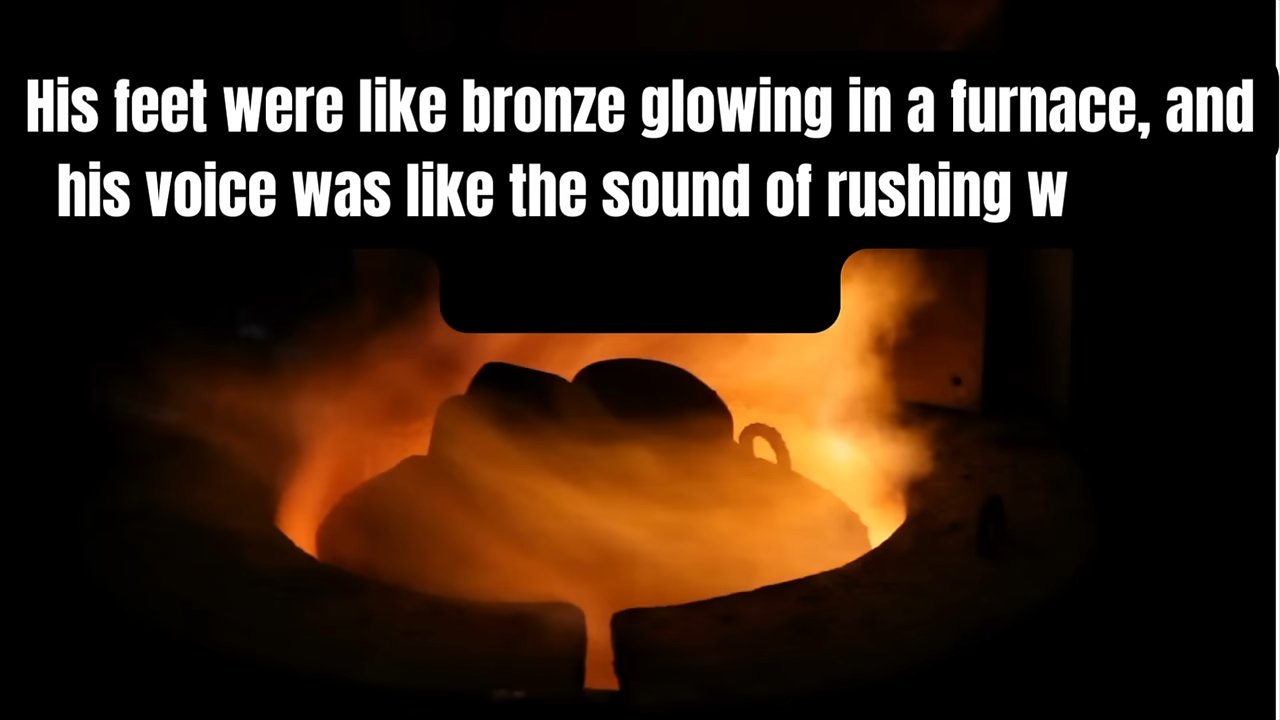 His feet were like bronze glowing in a furnace, and
his voice was like the sound of rushing w